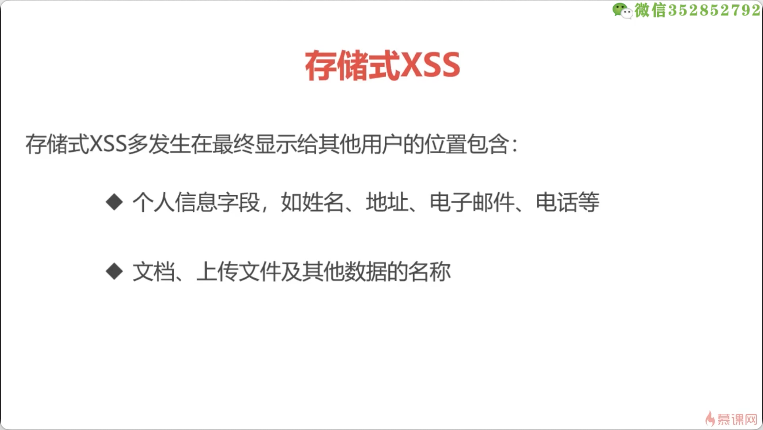 微信352852792
存储式XSS
存储式XSS多发生在最终显示给其他用户的位置包含：
◆ 个人信息字段，如姓名、地址、电子邮件、电话等
◆ 文档、上传文件及其他数据的名称
慕课网